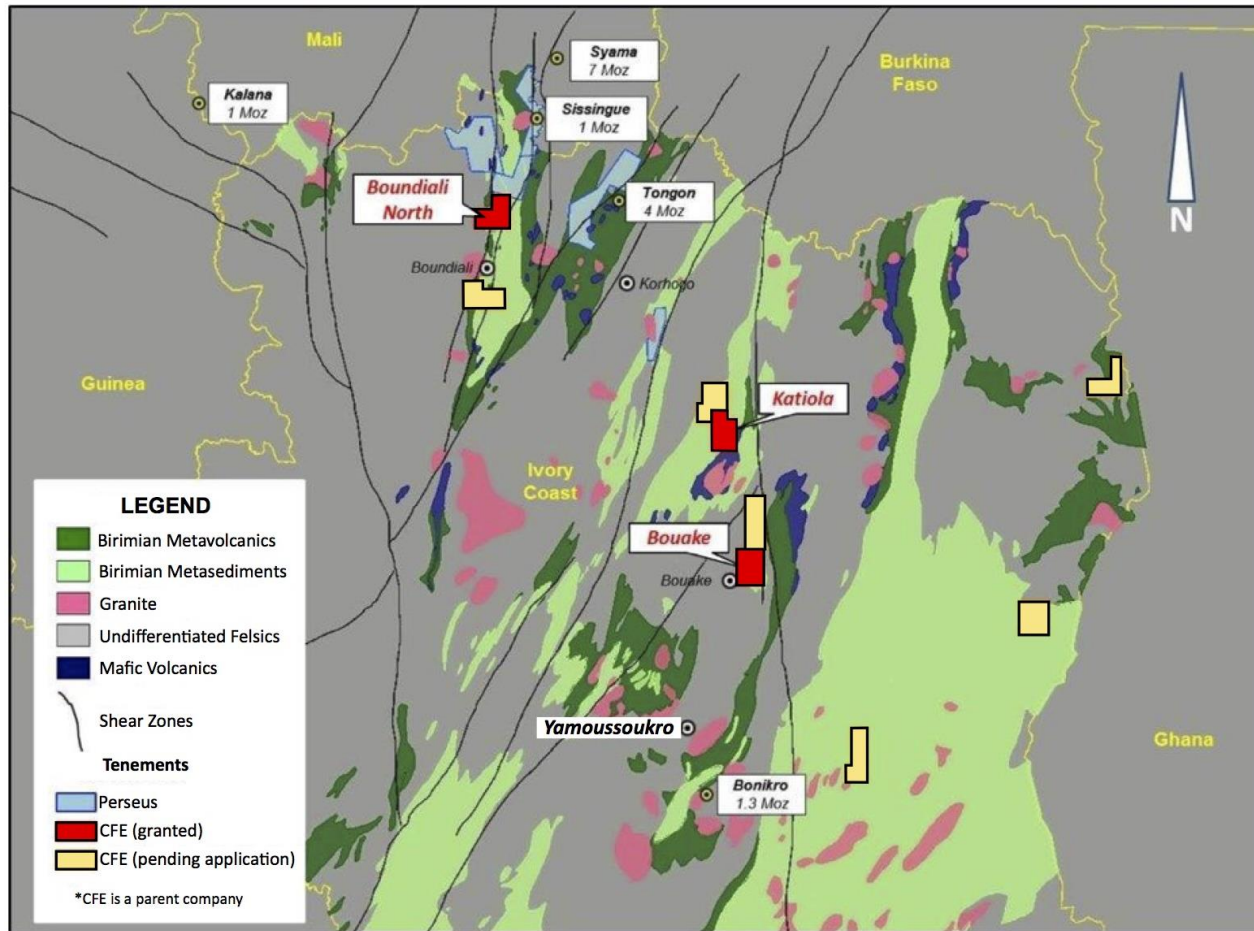 Mali
Syama
7 Moz
Burkina
Faso
Kalana
1 Moz
Sissingue
1 Moz
Boundiali
North
Tongon
4 Moz
N
Boundiali
Korhogo
Guinea
Katiola
Ivory
Coast
LEGEND
Birimian Metavolcanics
Birimian Metasediments
Granite
Undifferentiated Felsics
Mafic Volcanics
Shear Zones
Tenements
Perseus
CFE (granted)
CFE (pending application)
*CFE is a parent company
Bouake
Bouake
Yamoussoukro
Ghana
Bonikro
1.3 Moz